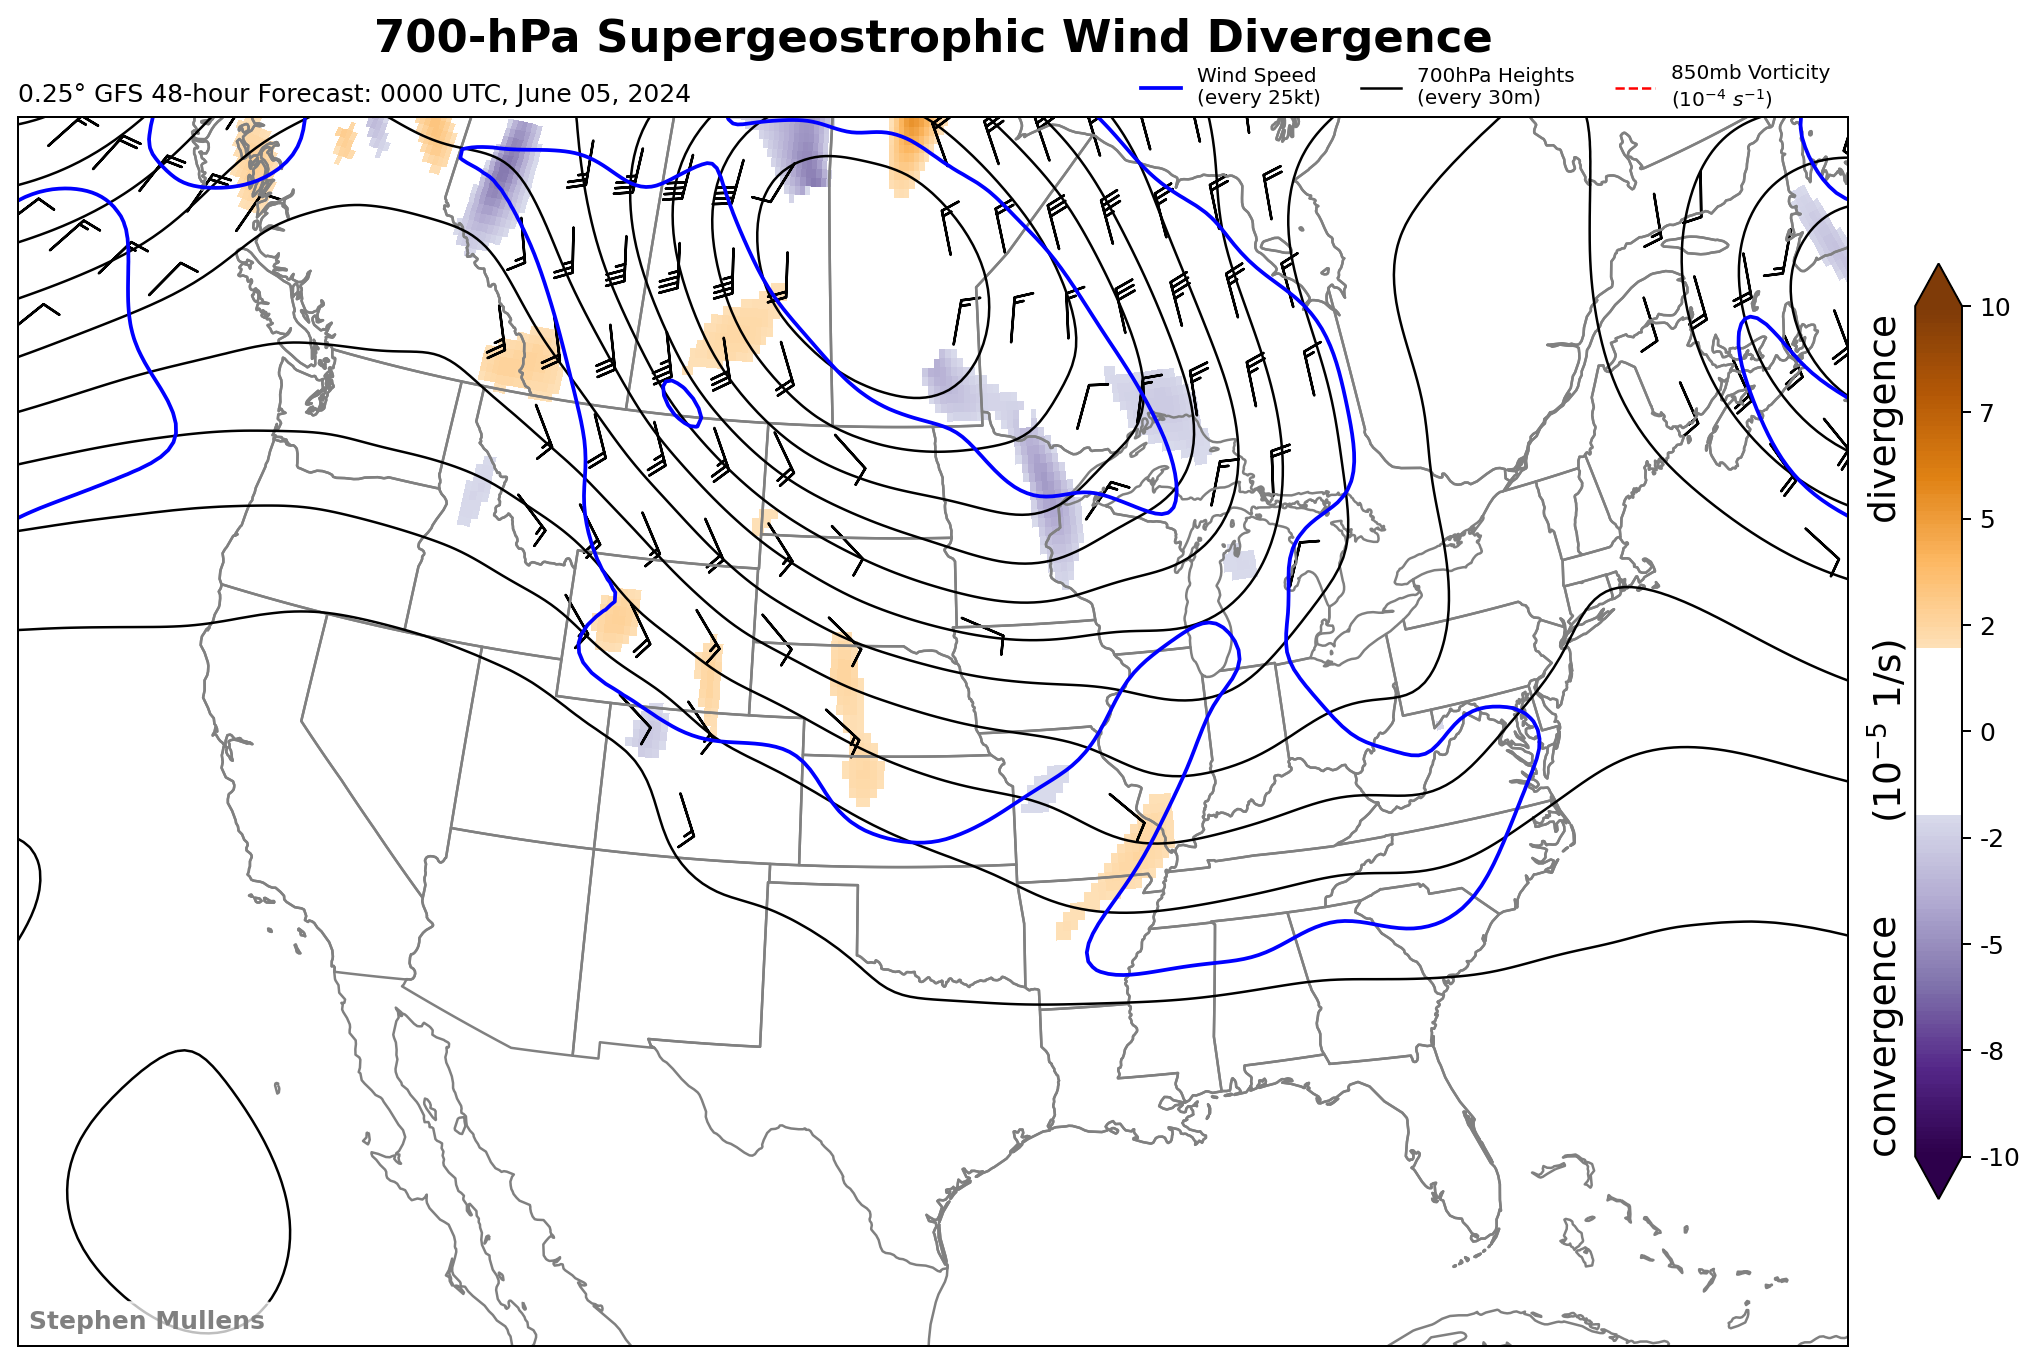 700-hPa Supergeostrophic Wind Divergence
0.25° GFS 48-hour Forecast: 0000 UTC, June 05, 2024
Wind Speed
(every 25kt)
700hPa Heights
(every 30m)
850mb Vorticity
(10⁻⁴ s⁻¹)
10
7
5
2
0
-2
-5
-8
-10
convergence (10⁻⁵ 1/s) divergence
Stephen Mullens